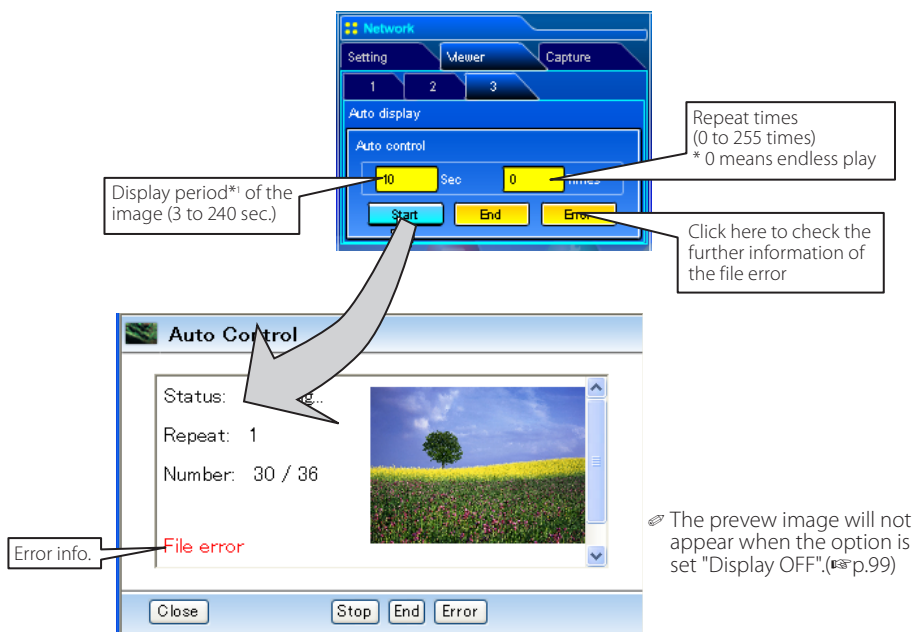 Network
Setting Viewer Capture
1 2 3
Auto display
Auto control
10 Sec 0
Start End Error
Repeat times
(0 to 255 times)
* 0 means endless play
Display period*1 of the
image (3 to 240 sec.)
Click here to check the
further information of
the file error
Auto Control
Status:
Repeat: 1
Number: 30 / 36
File error
Error info.
✐ The prevew image will not
appear when the option is
set "Display OFF".(☞p.99)
Close Stop End Error